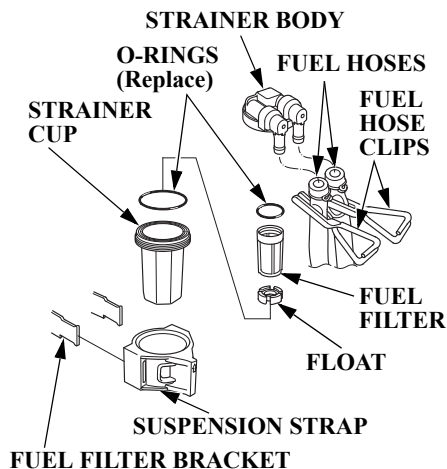 STRAINER BODY
O-RINGS
(Replace)
FUEL HOSES
STRAINER
CUP
FUEL
HOSE
CLIPS
FUEL
FILTER
FLOAT
SUSPENSION STRAP
FUEL FILTER BRACKET